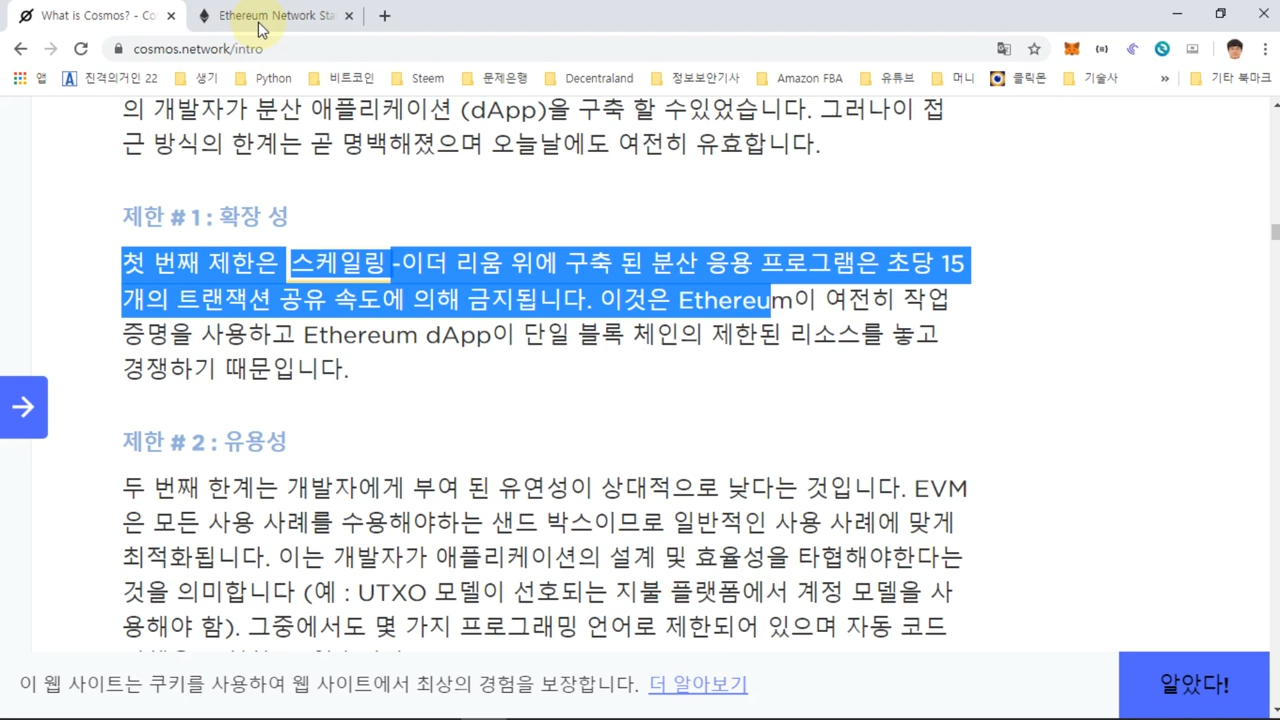 What is Cosmos? - Co
Ethereum Network Sta
cosmos.network/intro
앱 진격의거인 22 생기 Python 비트코인 Steem 문제은행 Decentraland 정보보안기사 Amazon FBA 유튜브 머니 클릭몬 기술사 » 기타 북마크
의 개발자가 분산 애플리케이션 (dApp)을 구축 할 수있었습니다. 그러나이 접
근 방식의 한계는 곧 명백해졌으며 오늘날에도 여전히 유효합니다.
제한 # 1 : 확장 성
첫 번째 제한은 스케일링 -이더 리움 위에 구축 된 분산 응용 프로그램은 초당 15
개의 트랜잭션 공유 속도에 의해 금지됩니다. 이것은 Ethereum이 여전히 작업
증명을 사용하고 Ethereum dApp이 단일 블록 체인의 제한된 리소스를 놓고
경쟁하기 때문입니다.
제한 # 2 : 유용성
두 번째 한계는 개발자에게 부여 된 유연성이 상대적으로 낮다는 것입니다. EVM
은 모든 사용 사례를 수용해야하는 샌드 박스이므로 일반적인 사용 사례에 맞게
최적화됩니다. 이는 개발자가 애플리케이션의 설계 및 효율성을 타협해야한다는
것을 의미합니다 (예 : UTXO 모델이 선호되는 지불 플랫폼에서 계정 모델을 사
용해야 함). 그중에서도 몇 가지 프로그래밍 언어로 제한되어 있으며 자동 코드
이 웹 사이트는 쿠키를 사용하여 웹 사이트에서 최상의 경험을 보장합니다. 더 알아보기
알았다!